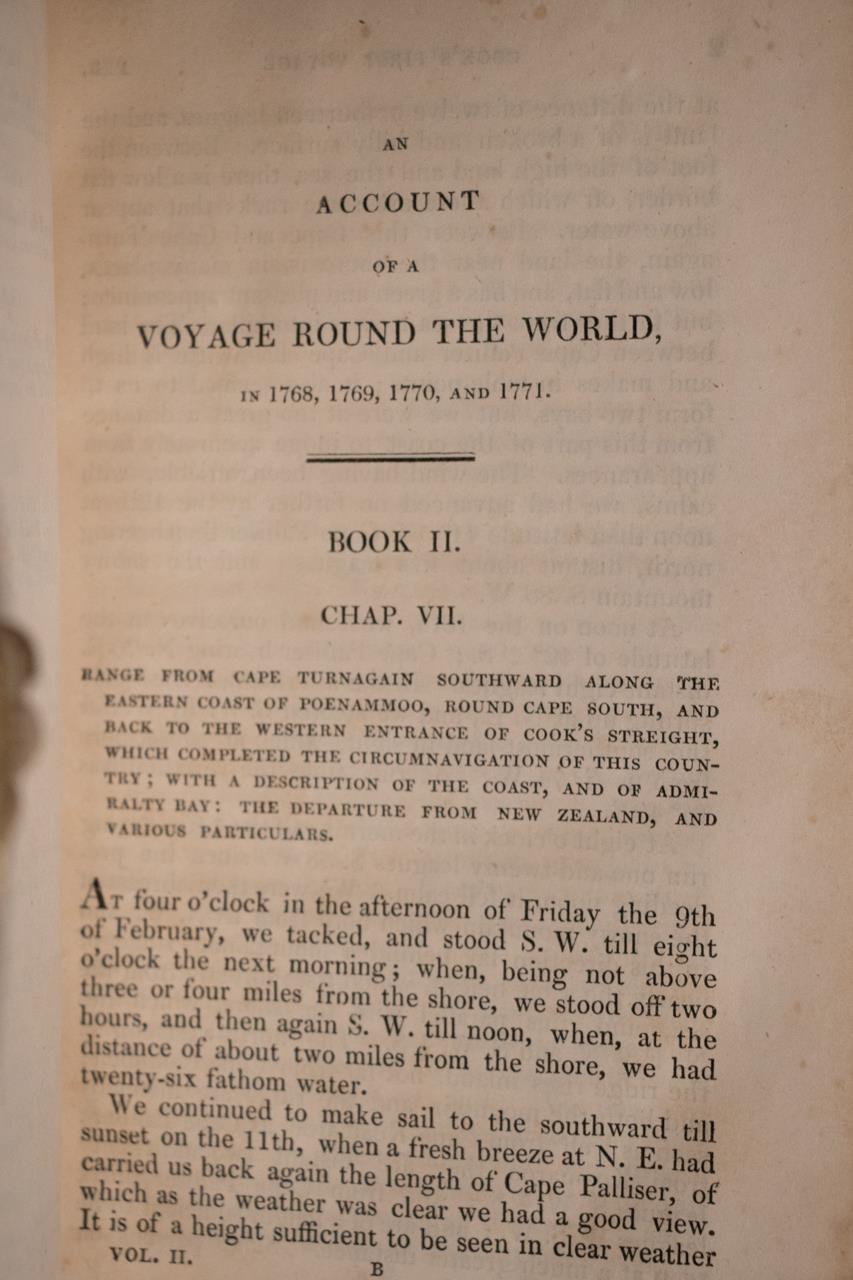 AN
ACCOUNT
OF A
VOYAGE ROUND THE WORLD,
IN 1768, 1769, 1770, AND 1771.
BOOK II.
CHAP. VII.
RANGE FROM CAPE TURNAGAIN SOUTHWARD ALONG THE
EASTERN COAST OF POENAMMOO, ROUND CAPE SOUTH, AND
BACK TO THE WESTERN ENTRANCE OF COOK'S STREIGHT,
WHICH COMPLETED THE CIRCUMNAVIGATION OF THIS COUN-
TRY; WITH A DESCRIPTION OF THE COAST, AND OF ADMI-
RALTY BAY: THE DEPARTURE FROM NEW ZEALAND, AND
VARIOUS PARTICULARS.
AT four o'clock in the afternoon of Friday the 9th
of February, we tacked, and stood S. W. till eight
o'clock the next morning; when, being not above
three or four miles from the shore, we stood off two
hours, and then again S. W. till noon, when, at the
distance of about two miles from the shore, we had
twenty-six fathom water.
We continued to make sail to the southward till
sunset on the 11th, when a fresh breeze at N. E. had
carried us back again the length of Cape Palliser, of
which as the weather was clear we had a good view.
It is of a height sufficient to be seen in clear weather
VOL. II.
B